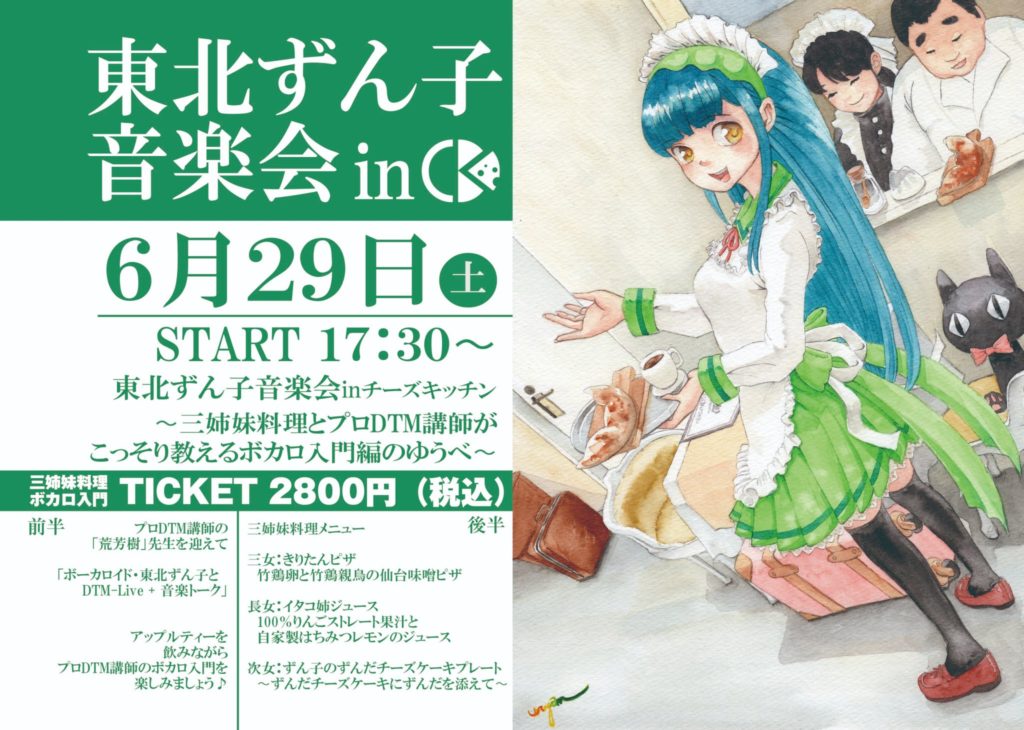 東北ずん子
音楽会in
6月29日 土
START 17:30～
東北ずん子音楽会inチーズキッチン
～三姉妹料理とプロDTM講師が
こっそり教えるボカロ入門編のゆうべ～
三姉妹料理
ボカロ入門
TICKET 2800円（税込）
前半
プロDTM講師の
「荒芳樹」先生を迎えて
「ボーカロイド・東北ずん子と
DTM-Live + 音楽トーク」
アップルティーを
飲みながら
プロDTM講師のボカロ入門を
楽しみましょう♪
後半
三姉妹料理メニュー
三女：きりたんピザ
竹鶏卵と竹鶏親鳥の仙台味噌ピザ
長女：イタコ姉ジュース
100％りんごストレート果汁と
自家製はちみつレモンのジュース
次女：ずん子のずんだチーズケーキプレート
～ずんだチーズケーキにずんだを添えて～